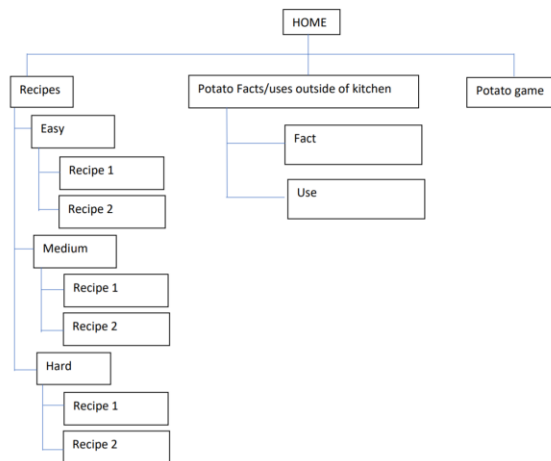 HOME
Recipes
Potato Facts/uses outside of kitchen
Potato game
Easy
Recipe 1
Recipe 2
Medium
Recipe 1
Recipe 2
Hard
Recipe 1
Recipe 2
Fact
Use